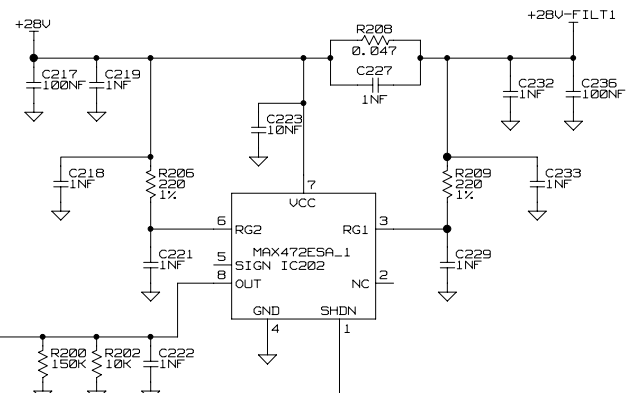 +28V
+28V-FILT1
R208
0.047
C217
100NF
C219
1NF
C227
1NF
C232
1NF
C236
100NF
C223
10NF
C218
1NF
R206
220
1%
R209
220
1%
C233
1NF
7
VCC
6
RG2
3
RG1
C221
1NF
MAX472ESA_1
5
SIGN IC202
C229
1NF
8
OUT
2
NC
GND
SHDN
4
1
R200
150K
R202
10K
C222
1NF